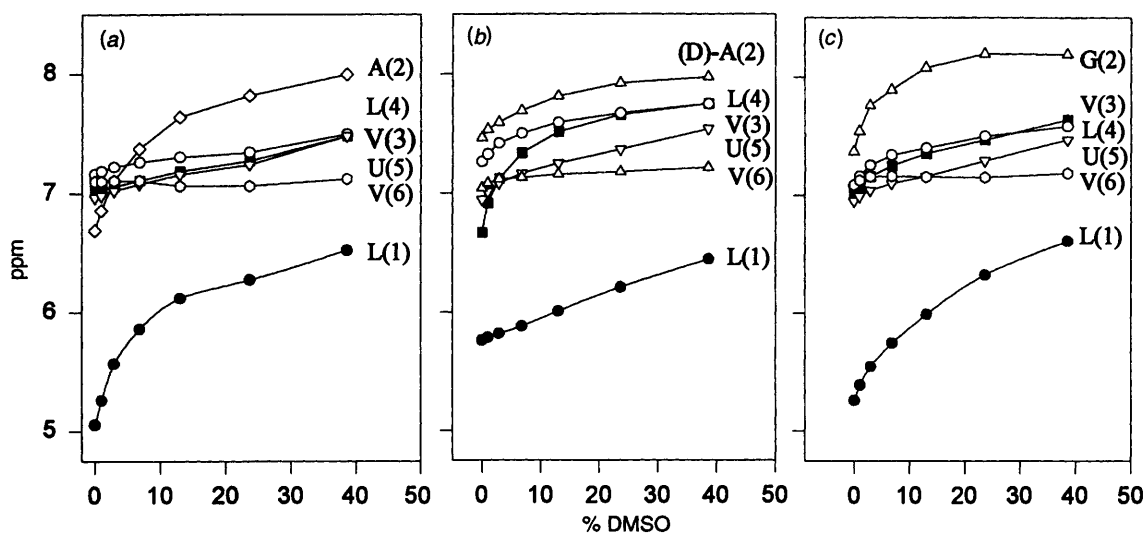 (a)
(b)
(c)
8
7
6
5
ppm
A(2)
L(4)
V(3)
U(5)
V(6)
L(1)
(D)-A(2)
L(4)
V(3)
U(5)
V(6)
L(1)
G(2)
V(3)
L(4)
U(5)
V(6)
L(1)
0 10 20 30 40 50
0 10 20 30 40 50
0 10 20 30 40 50
% DMSO